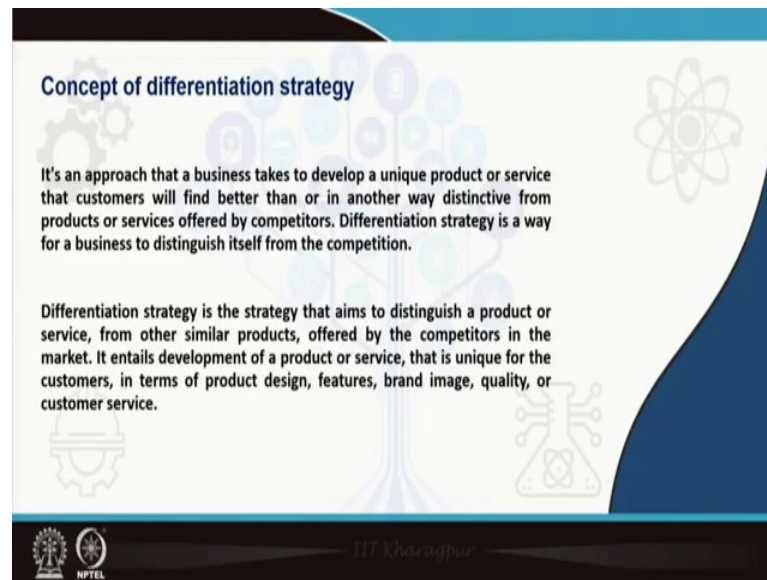 Concept of differentiation strategy
It's an approach that a business takes to develop a unique product or service
that customers will find better than or in another way distinctive from
products or services offered by competitors. Differentiation strategy is a way
for a business to distinguish itself from the competition.
Differentiation strategy is the strategy that aims to distinguish a product or
service, from other similar products, offered by the competitors in the
market. It entails development of a product or service, that is unique for the
customers, in terms of product design, features, brand image, quality, or
customer service.
IIT Kharagpur
NPTEL